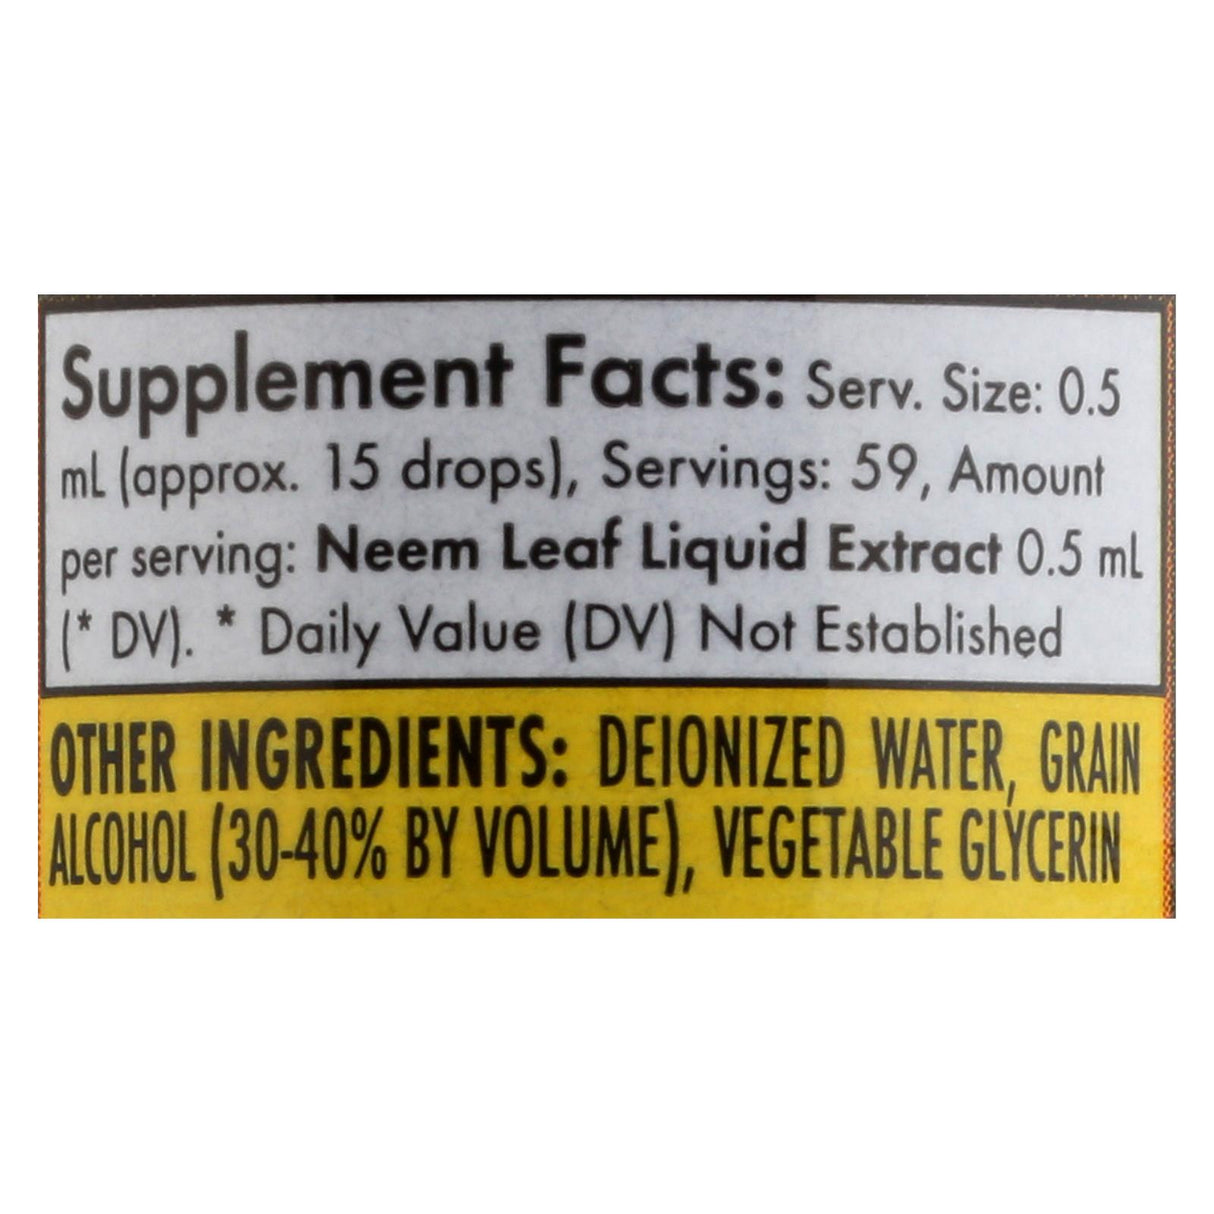 Supplement Facts: Serv. Size: 0.5
mL (approx. 15 drops), Servings: 59, Amount
per serving: Neem Leaf Liquid Extract 0.5 mL
(* DV). * Daily Value (DV) Not Established
OTHER INGREDIENTS: DEIONIZED WATER, GRAIN
ALCOHOL (30-40% BY VOLUME), VEGETABLE GLYCERIN